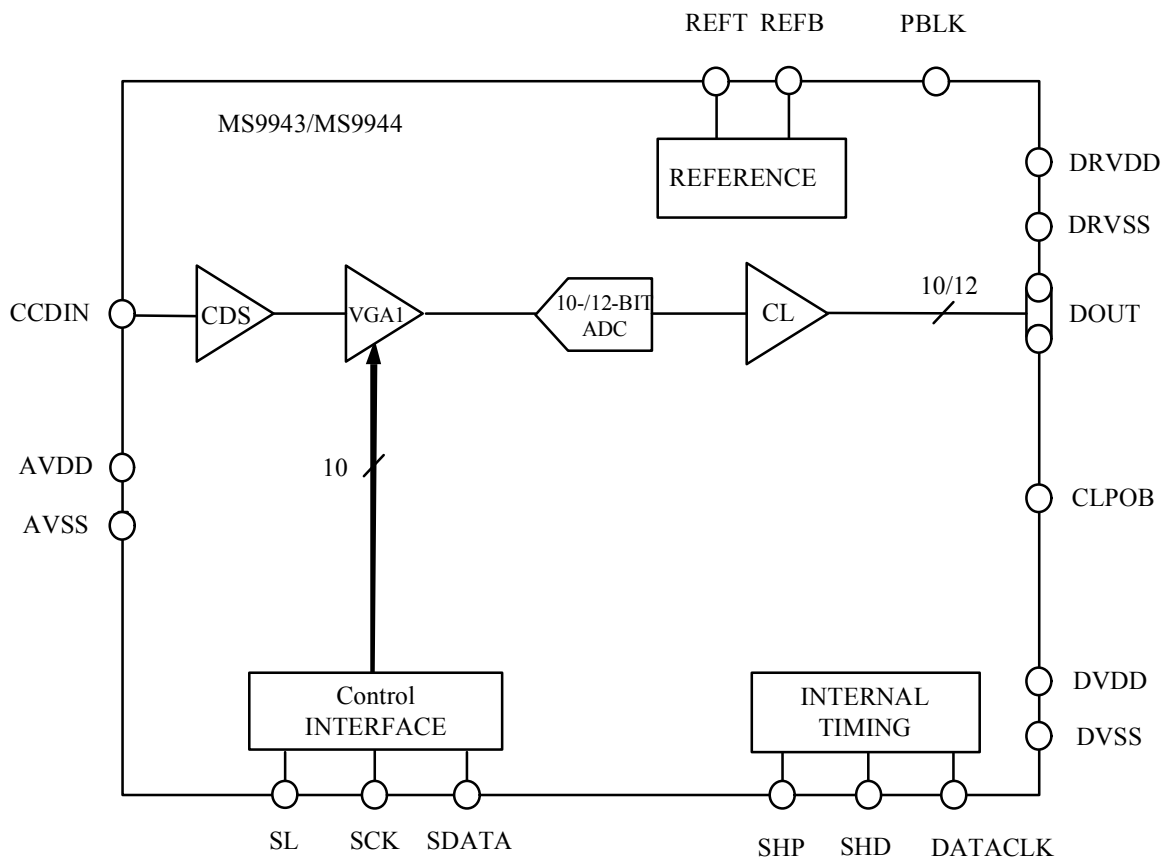 REFT REFB PBLK
MS9943/MS9944
REFERENCE
DRVDD
DRVSS
CCDIN
CDS
VGA1
10-/12-BIT
ADC
CL
10/12
DOUT
AVDD
10
AVSS
CLPOB
Control
INTERFACE
INTERNAL
TIMING
DVDD
DVSS
SL SCK SDATA
SHP SHD DATACLK